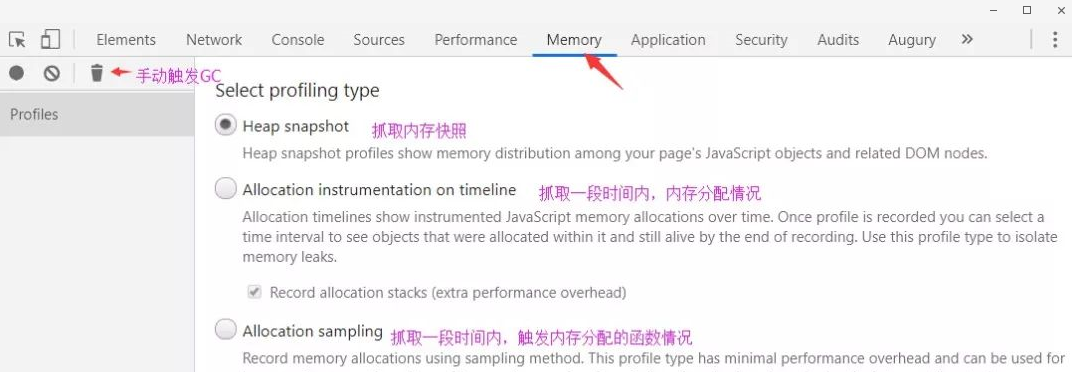 Elements Network Console Sources Performance Memory Application Security Audits Augury »
手动触发GC
Profiles
Select profiling type
Heap snapshot 抓取内存快照
Heap snapshot profiles show memory distribution among your page's JavaScript objects and related DOM nodes.
Allocation instrumentation on timeline 抓取一段时间内，内存分配情况
Allocation timelines show instrumented JavaScript memory allocations over time. Once profile is recorded you can select a
time interval to see objects that were allocated within it and still alive by the end of recording. Use this profile type to isolate
memory leaks.
Record allocation stacks (extra performance overhead)
Allocation sampling 抓取一段时间内，触发内存分配的函数情况
Record memory allocations using sampling method. This profile type has minimal performance overhead and can be used for